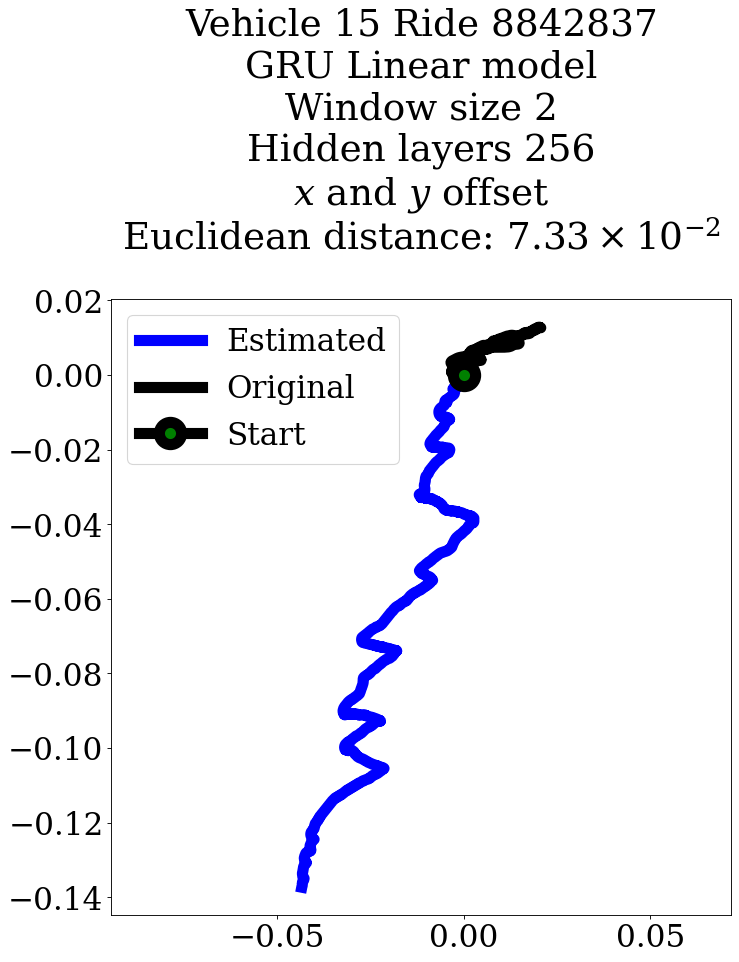 Vehicle 15 Ride 8842837
GRU Linear model
Window size 2
Hidden layers 256
x and y offset
Euclidean distance: 7.33 × 10⁻²
Estimated
Original
Start
0.02
0.00
−0.02
−0.04
−0.06
−0.08
−0.10
−0.12
−0.14
−0.05 0.00 0.05